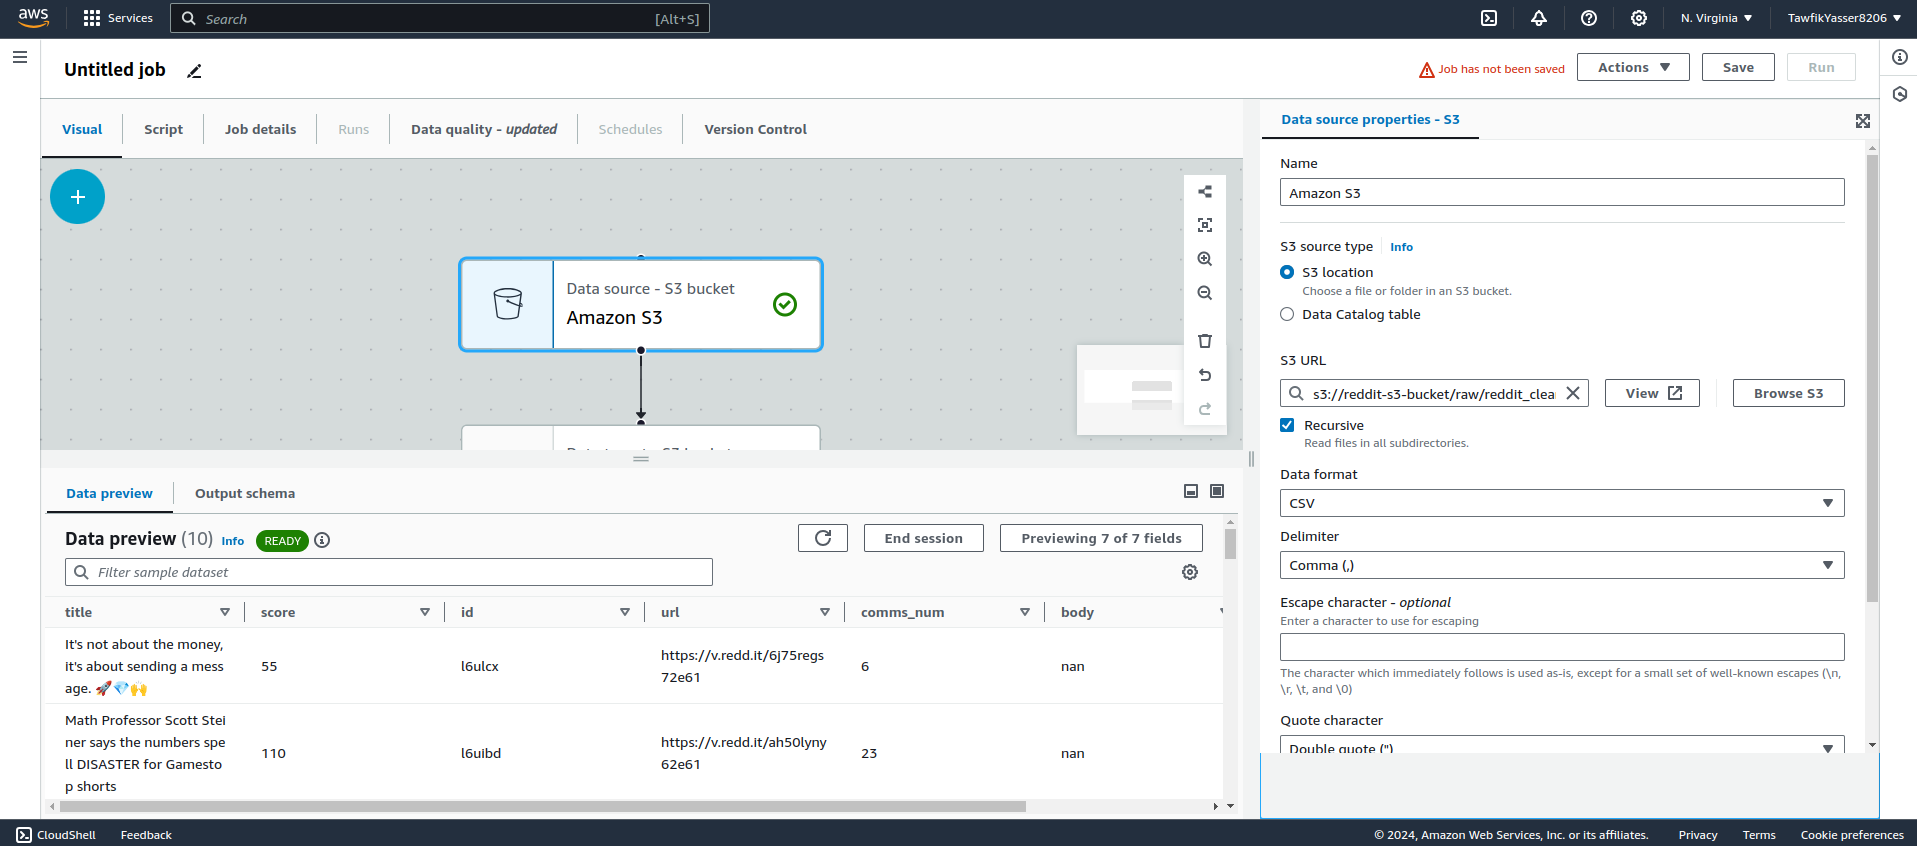 aws
Services
Search
[Alt+S]
N. Virginia
TawfikYasser8206
Untitled job
Job has not been saved
Actions
Save
Run
Visual
Script
Job details
Runs
Data quality - updated
Schedules
Version Control
Data source - S3 bucket
Amazon S3
Data preview
Output schema
Data preview (10)
Info
READY
End session
Previewing 7 of 7 fields
Filter sample dataset
title
score
id
url
comms_num
body
It's not about the money,
it's about sending a mess
age. 🚀💎🙌
55
l6ulcx
https://v.redd.it/6j75regs
72e61
6
nan
Math Professor Scott Stei
ner says the numbers spe
ll DISASTER for Gamesto
p shorts
110
l6uibd
https://v.redd.it/ah50lyny
62e61
23
nan
Data source properties - S3
Name
Amazon S3
S3 source type
Info
S3 location
Choose a file or folder in an S3 bucket.
Data Catalog table
S3 URL
s3://reddit-s3-bucket/raw/reddit_clea
View
Browse S3
Recursive
Read files in all subdirectories.
Data format
CSV
Delimiter
Comma (,)
Escape character - optional
Enter a character to use for escaping
The character which immediately follows is used as-is, except for a small set of well-known escapes (\n,
\r, \t, and \0)
Quote character
Double quote (")
CloudShell
Feedback
© 2024, Amazon Web Services, Inc. or its affiliates.
Privacy
Terms
Cookie preferences